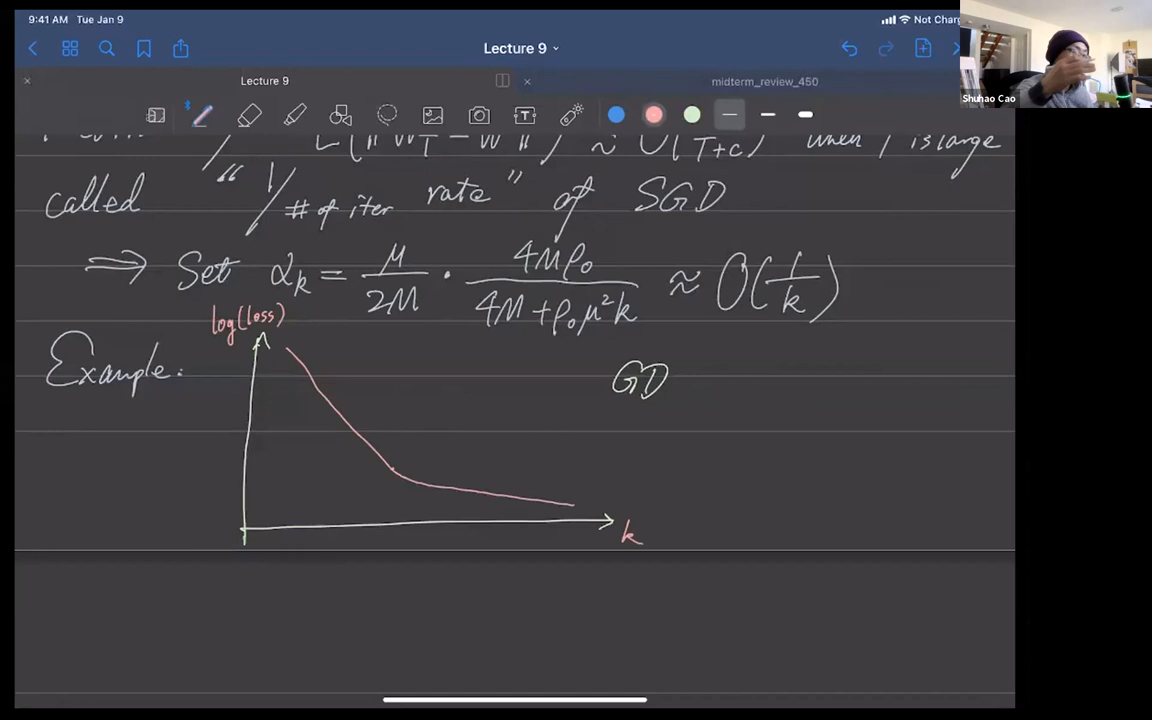 9:41 AM Tue Jan 9
Not Charg
Lecture 9
Lecture 9
midterm_review_450
Shuhao Cao
when T is large
called "1/# of iter rate" of SGD
⟹ Set αk = μ/2M · 4Mρ₀/(4M+ρ₀μ²k) ≈ O(1/k)
log(loss)
Example:
GD
k